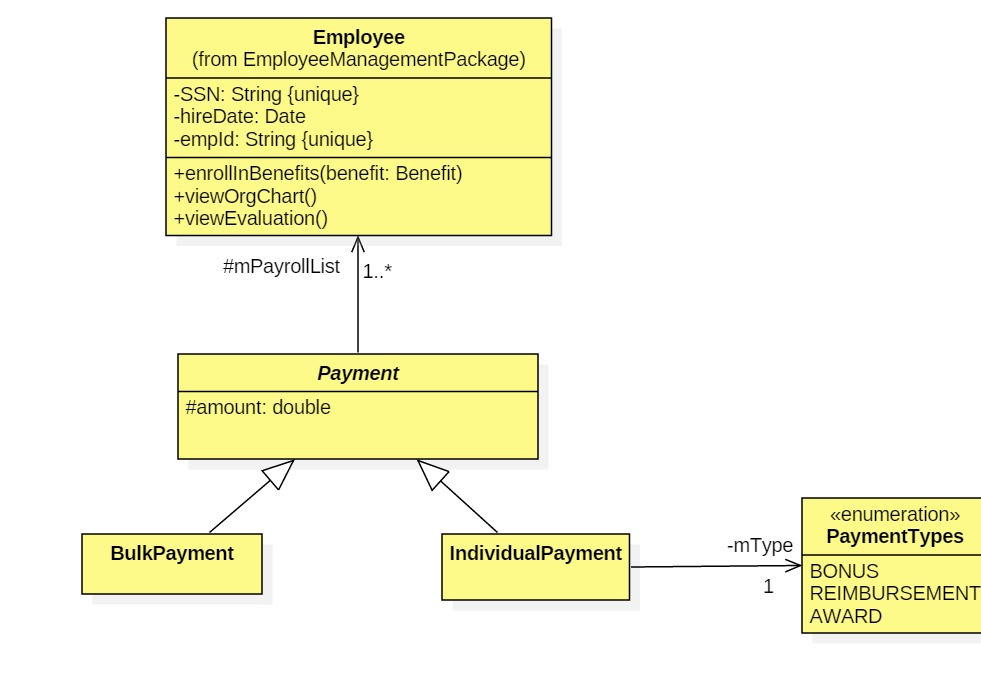 Employee
(from EmployeeManagementPackage)
-SSN: String {unique}
-hireDate: Date
-empId: String {unique}
+enrollInBenefits(benefit: Benefit)
+viewOrgChart()
+viewEvaluation()
#mPayrollList
1..*
Payment
#amount: double
BulkPayment
IndividualPayment
-mType
1
«enumeration»
PaymentTypes
BONUS
REIMBURSEMENT
AWARD